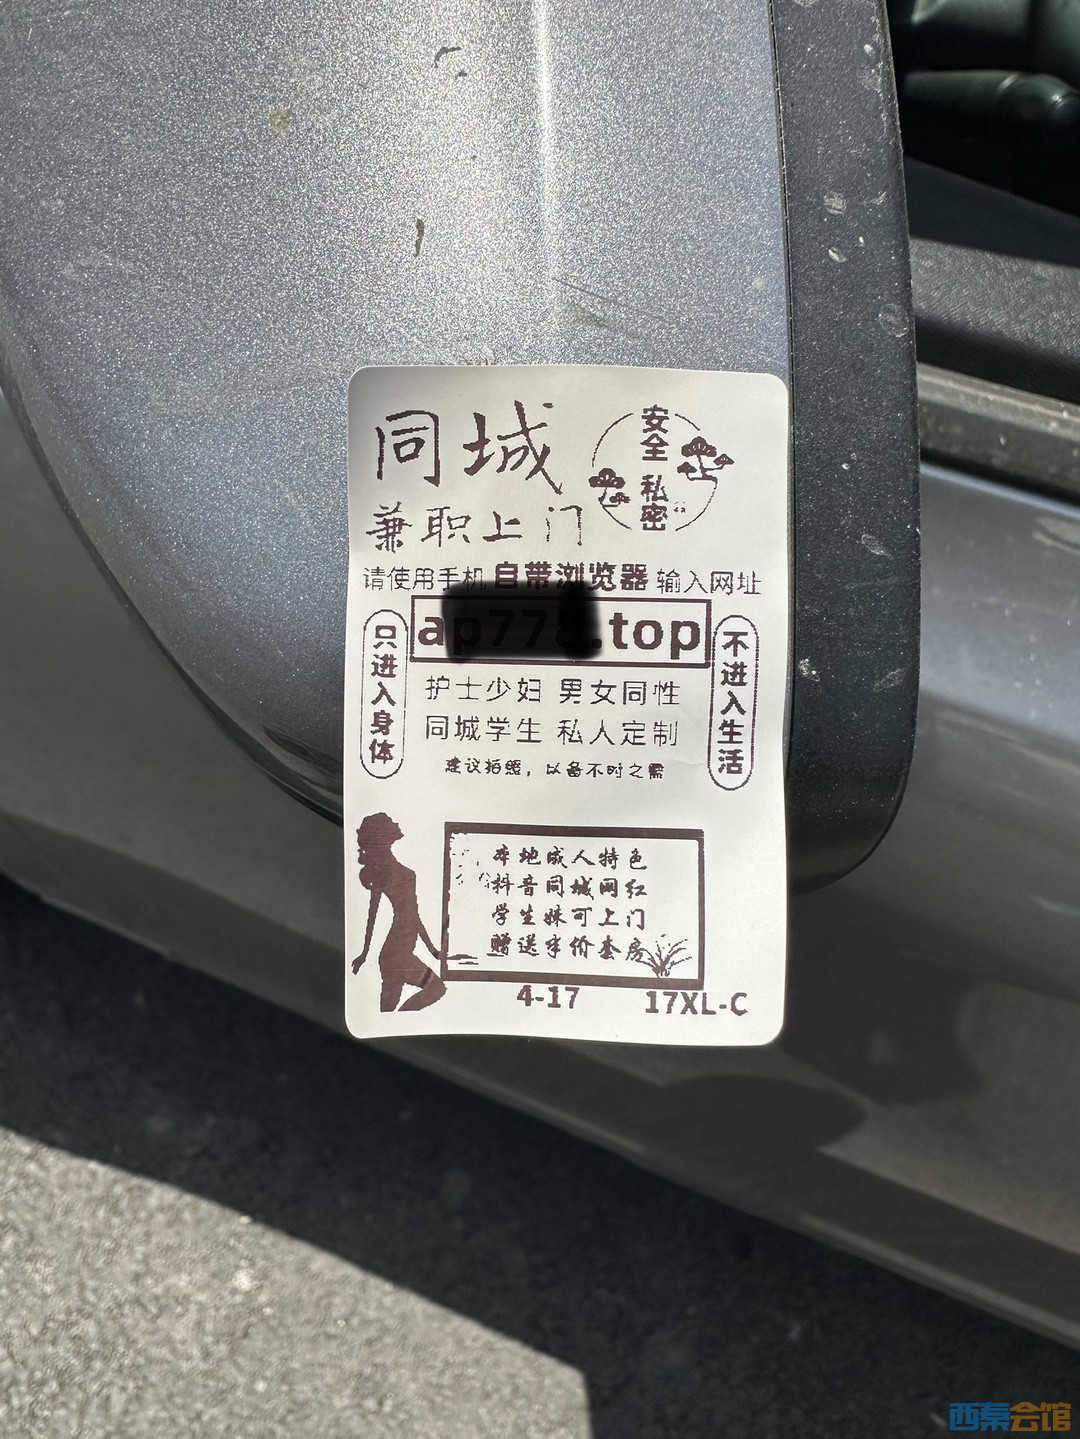 同城
兼职上门
安全
私密
请使用手机自带浏览器输入网址
.top
只进入身体
不进入生活
护士少妇 男女同性
同城学生 私人定制
建议拍照，以备不时之需
本地成人特色
抖音同城网红
学生妹可上门
赠送半价套房
4-17
17XL-C
西秦会馆